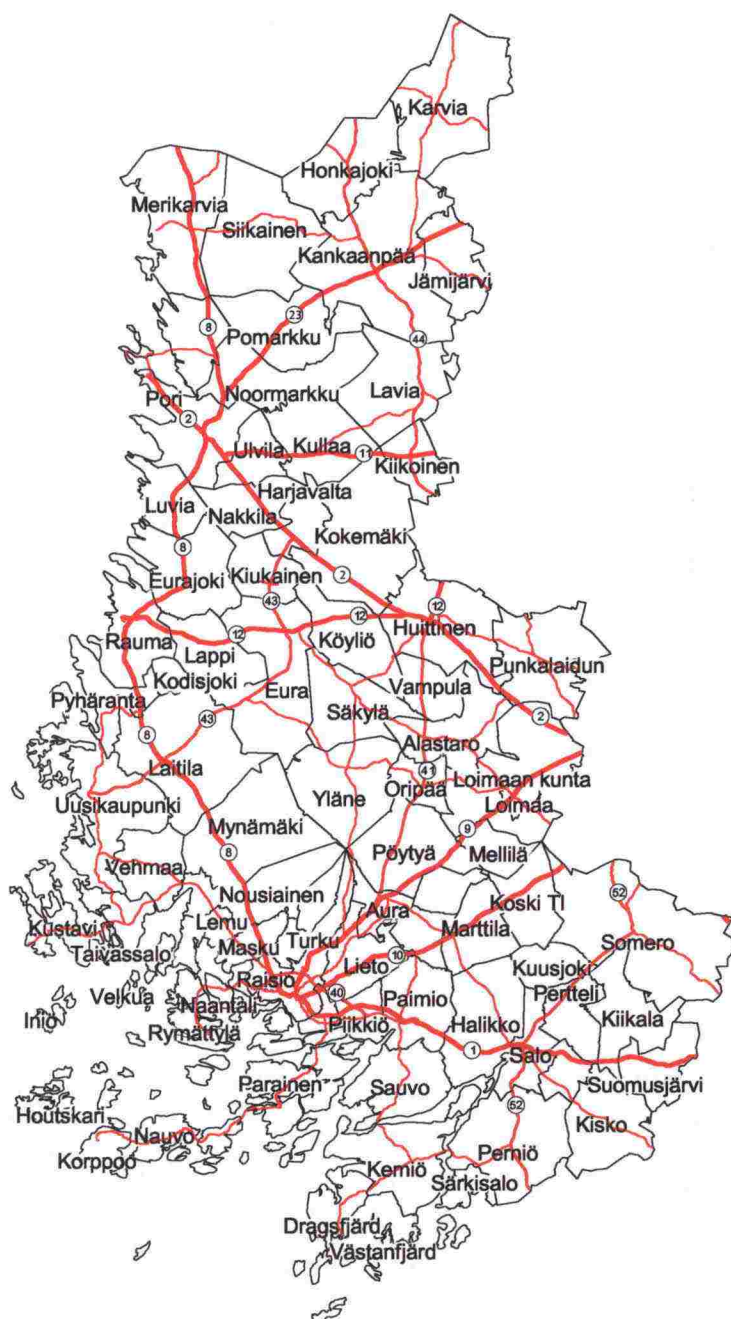 Karvia
Honkajoki
Merikarvia
Siikainen
Kankaanpää
Jämijärvi
23
8
Pomarkku
44
Noormarkku
Lavia
Pori
2
Ulvila
Kullaa
11
Kiikoinen
Harjavalta
Luvia
Nakkila
Kokemäki
8
Eurajoki
Kiukainen
2
43
12
12
12
Rauma
Lappi
Köyliö
Huittinen
Punkalaidun
Kodisjoki
Eura
Vampula
Pyhäranta
Säkylä
43
2
8
Alastaro
Laitila
41
Loimaan kunta
Uusikaupunki
Yläne
Oripää
Loimaa
Mynämäki
9
8
Pöytyä
Mellilä
Vehmaa
Nousiainen
52
Koski Tl
Lemu
Aura
Kustavi
Masku
Turku
Marttila
Somero
Taivassalo
10
Lieto
Kuusjoki
Raisio
Velkua
Naantali
40
Paimio
Pertteli
Iniö
Rymättylä
Piikkiö
Halikko
Kiikala
1
Salo
Parainen
Sauvo
Suomusjärvi
Houtskari
52
Kisko
Nauvo
Korppoo
Kemiö
Perniö
Särkisalo
Dragsfjärd
Västanfjärd